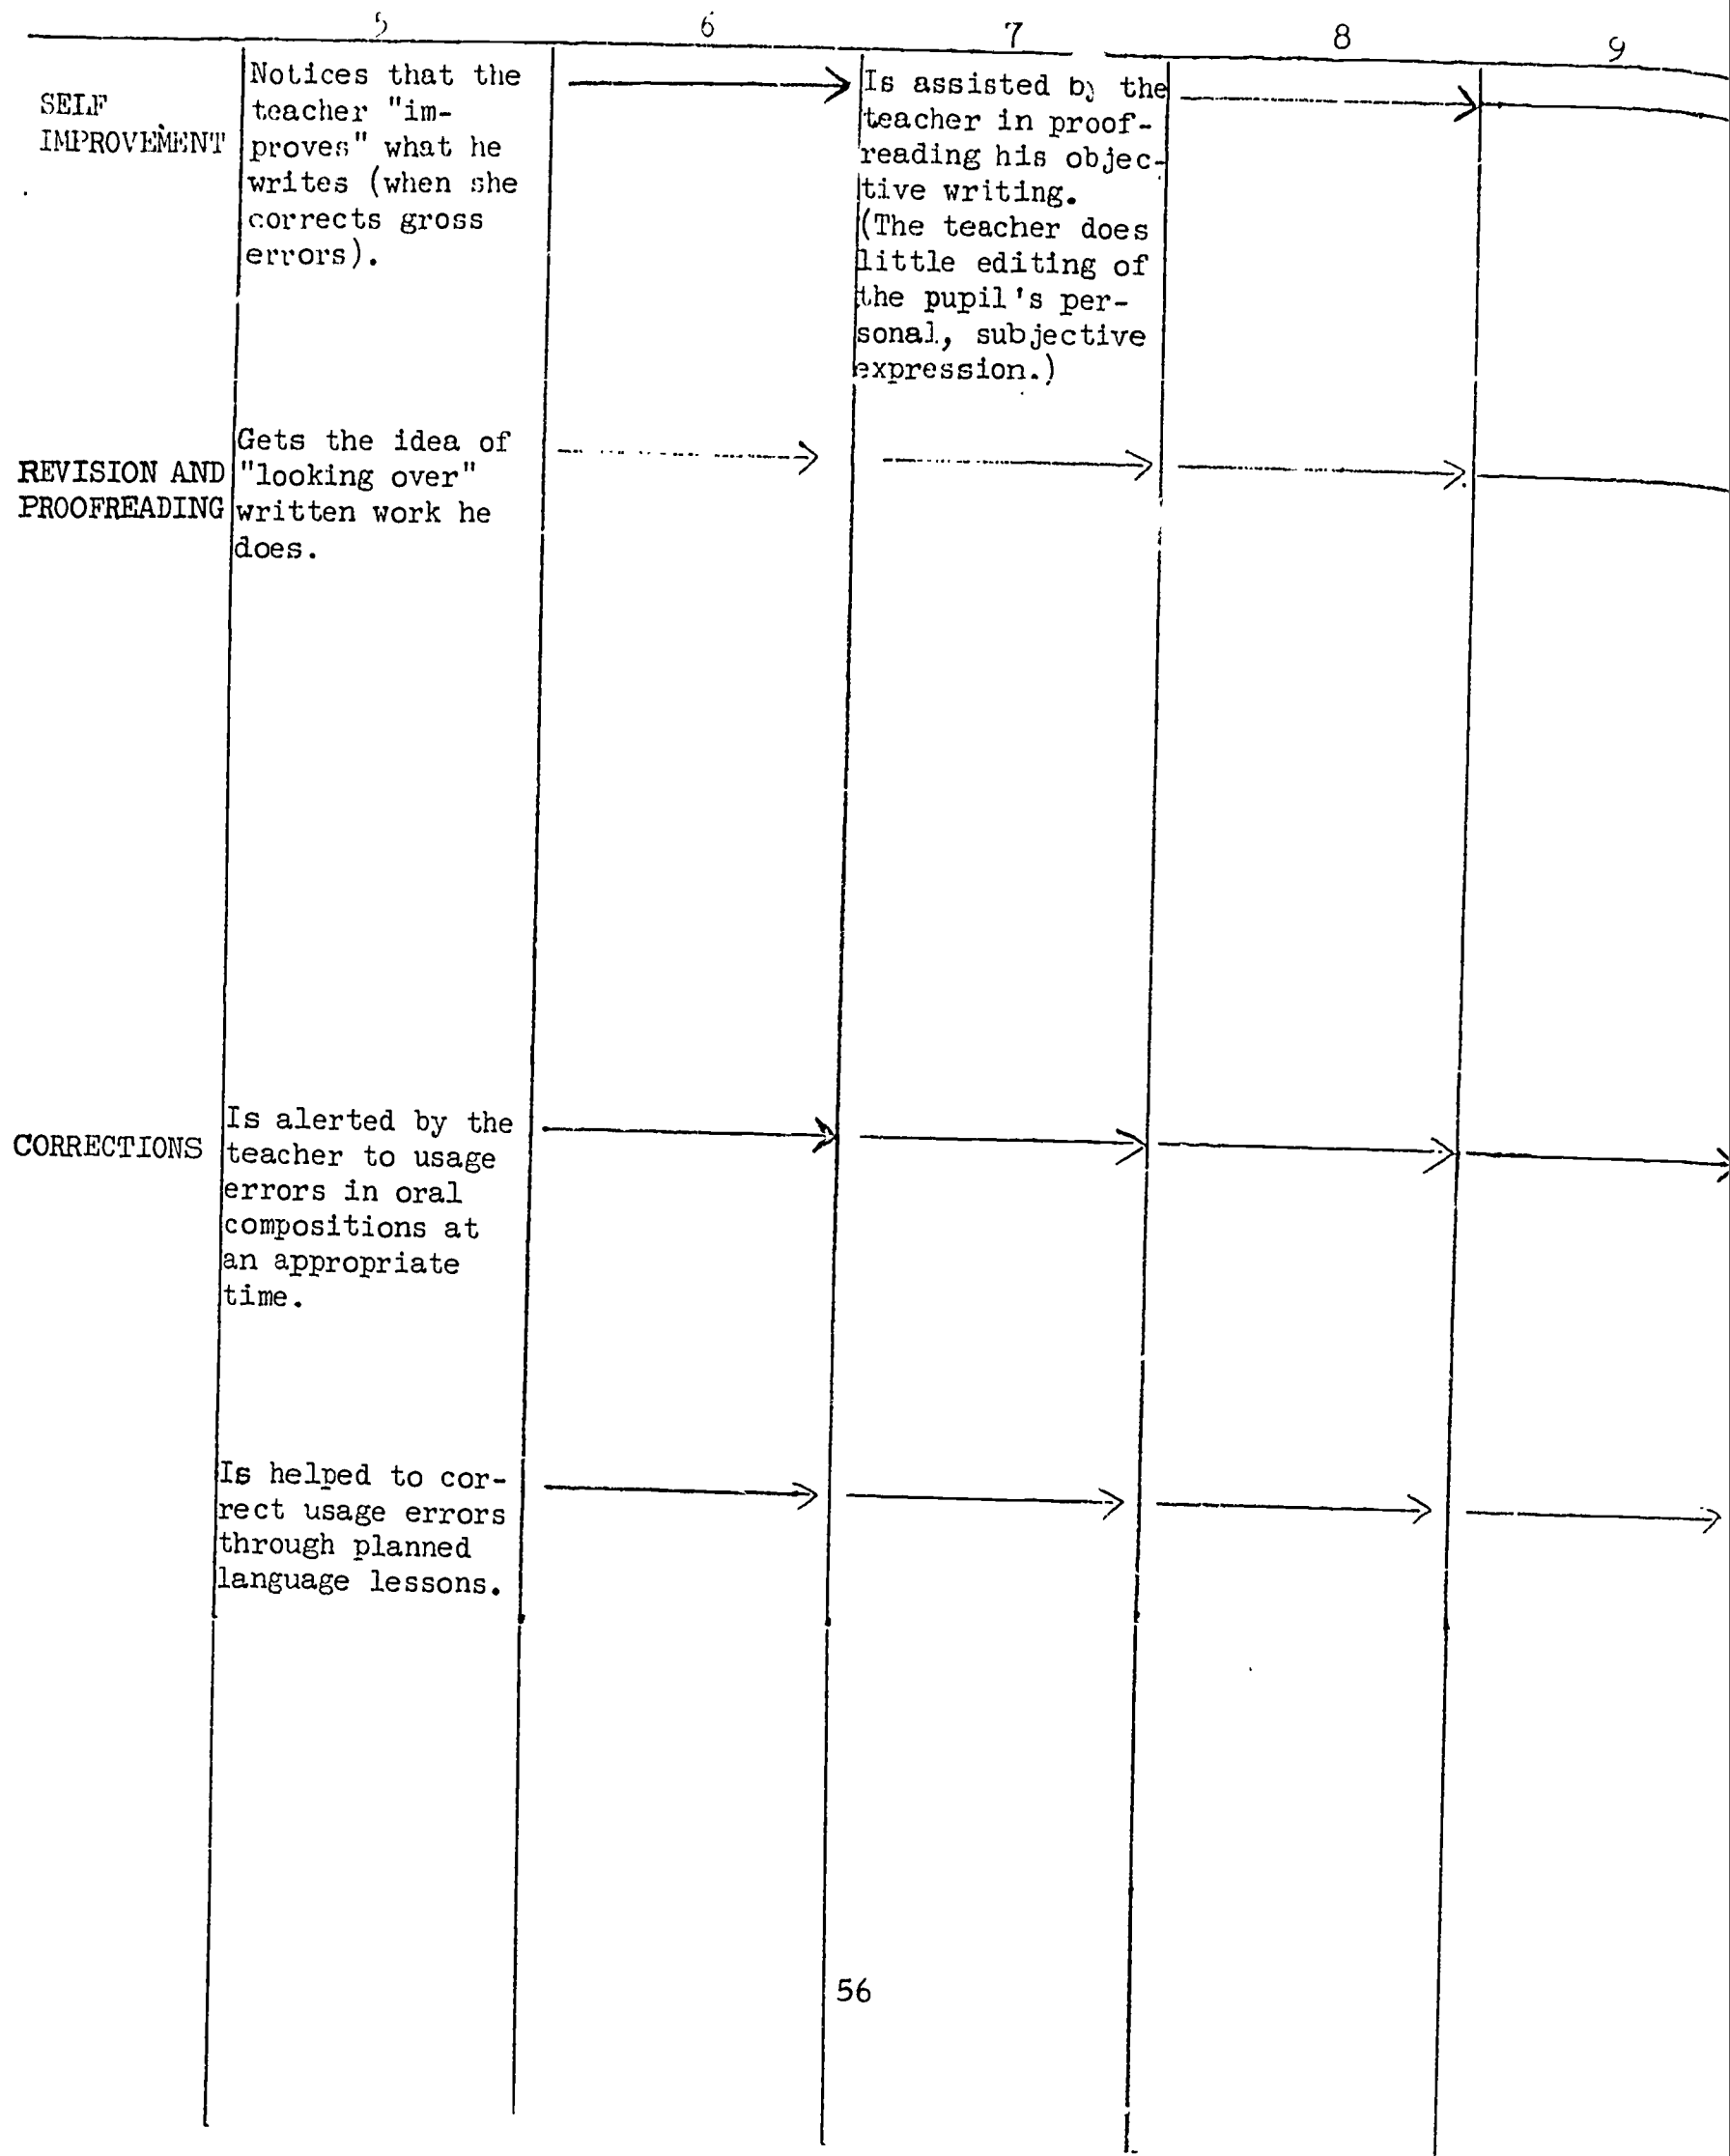 5 6 7 8 9
SELF
IMPROVEMENT
Notices that the
teacher "im-
proves" what he
writes (when she
corrects gross
errors).
Is assisted by the
teacher in proof-
reading his objec-
tive writing.
(The teacher does
little editing of
the pupil's per-
sonal, subjective
expression.)
REVISION AND
PROOFREADING
Gets the idea of
"looking over"
written work he
does.
CORRECTIONS
Is alerted by the
teacher to usage
errors in oral
compositions at
an appropriate
time.
Is helped to cor-
rect usage errors
through planned
language lessons.
56